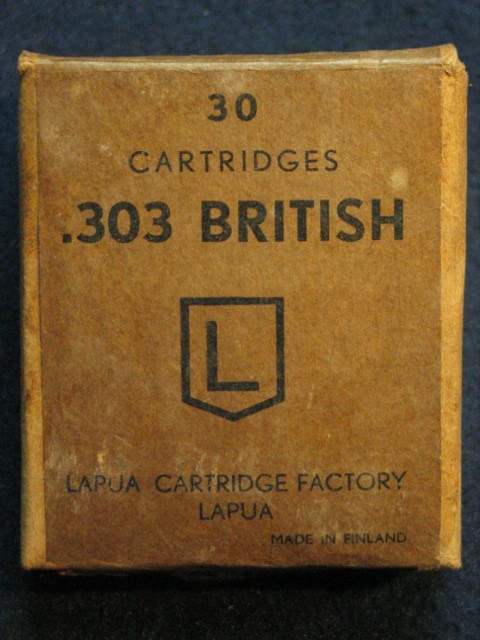 30
CARTRIDGES
.303 BRITISH
L
LAPUA CARTRIDGE FACTORY
LAPUA
MADE IN FINLAND